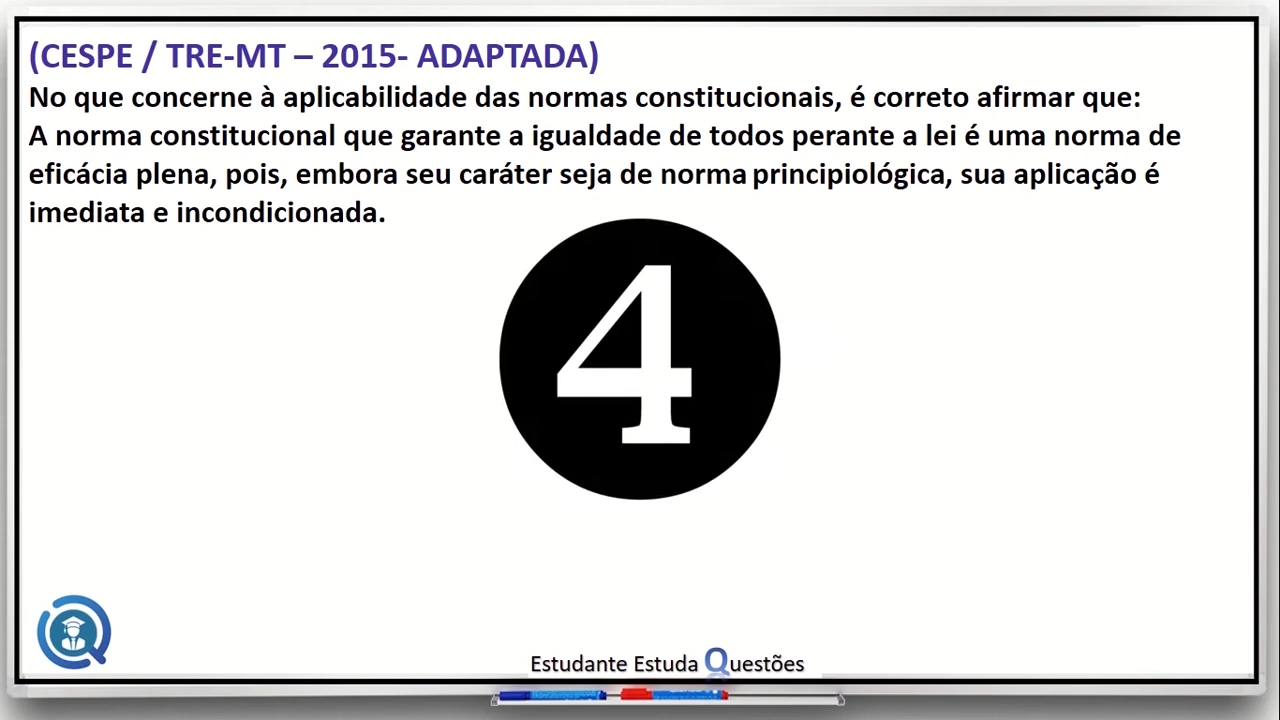 (CESPE / TRE-MT – 2015- ADAPTADA)
No que concerne à aplicabilidade das normas constitucionais, é correto afirmar que:
A norma constitucional que garante a igualdade de todos perante a lei é uma norma de
eficácia plena, pois, embora seu caráter seja de norma principiológica, sua aplicação é
imediata e incondicionada.
4
Estudante Estuda Questões